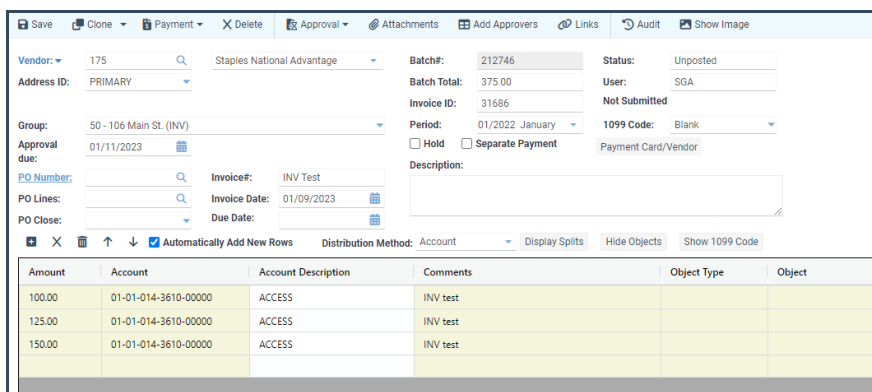 Save Clone Payment Delete Approval Attachments Add Approvers Links Audit Show Image
Vendor: 175 Staples National Advantage Batch#: 212746 Status: Unposted
Address ID: PRIMARY Batch Total: 375.00 User: SGA
Invoice ID: 31686 Not Submitted
Group: 50 - 106 Main St. (INV) Period: 01/2022 January 1099 Code: Blank
Approval due: 01/11/2023 Hold Separate Payment Payment Card/Vendor
Description:
PO Number: Invoice#: INV Test
PO Lines: Invoice Date: 01/09/2023
PO Close: Due Date:
Automatically Add New Rows Distribution Method: Account Display Splits Hide Objects Show 1099 Code
Amount Account Account Description Comments Object Type Object
100.00 01-01-014-3610-00000 ACCESS INV test
125.00 01-01-014-3610-00000 ACCESS INV test
150.00 01-01-014-3610-00000 ACCESS INV test